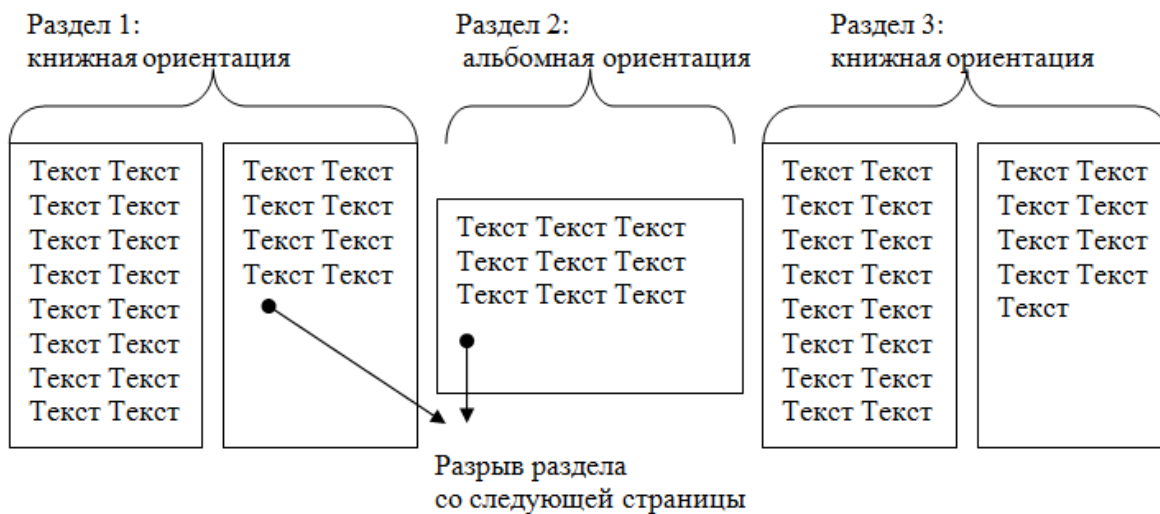 Раздел 1:
книжная ориентация
Раздел 2:
альбомная ориентация
Раздел 3:
книжная ориентация
Текст Текст
Текст Текст
Текст Текст
Текст Текст
Текст Текст
Текст Текст
Текст Текст
Текст Текст
Текст Текст
Текст Текст
Текст Текст
Текст Текст
Текст Текст Текст
Текст Текст Текст
Текст Текст Текст
Текст Текст
Текст Текст
Текст Текст
Текст Текст
Текст Текст
Текст Текст
Текст Текст
Текст Текст
Текст Текст
Текст Текст
Текст Текст
Текст Текст
Текст
Разрыв раздела
со следующей страницы